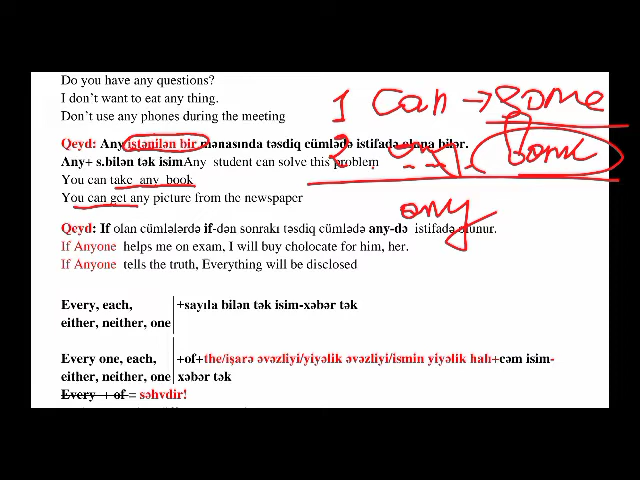 Do you have any questions?
I don't want to eat any thing.
Don't use any phones during the meeting
1 Can → some
Qeyd: Any istənilən bir mənasında təsdiq cümlədə istifadə oluna bilər.
2
Any+ s.bilən tək isimAny student can solve this problem
You can take any book
You can get any picture from the newspaper
any
Qeyd: If olan cümlələrdə if-dən sonrakı təsdiq cümlədə any-də istifadə olunur.
If Anyone helps me on exam, I will buy cholocate for him, her.
If Anyone tells the truth, Everything will be disclosed
Every, each, +sayıla bilən tək isim-xəbər tək
either, neither, one
Every one, each, +of+the/işarə əvəzliyi/yiyəlik əvəzliyi/ismin yiyəlik halı+cəm isim-
either, neither, one xəbər tək
Every + of = səhvdir!